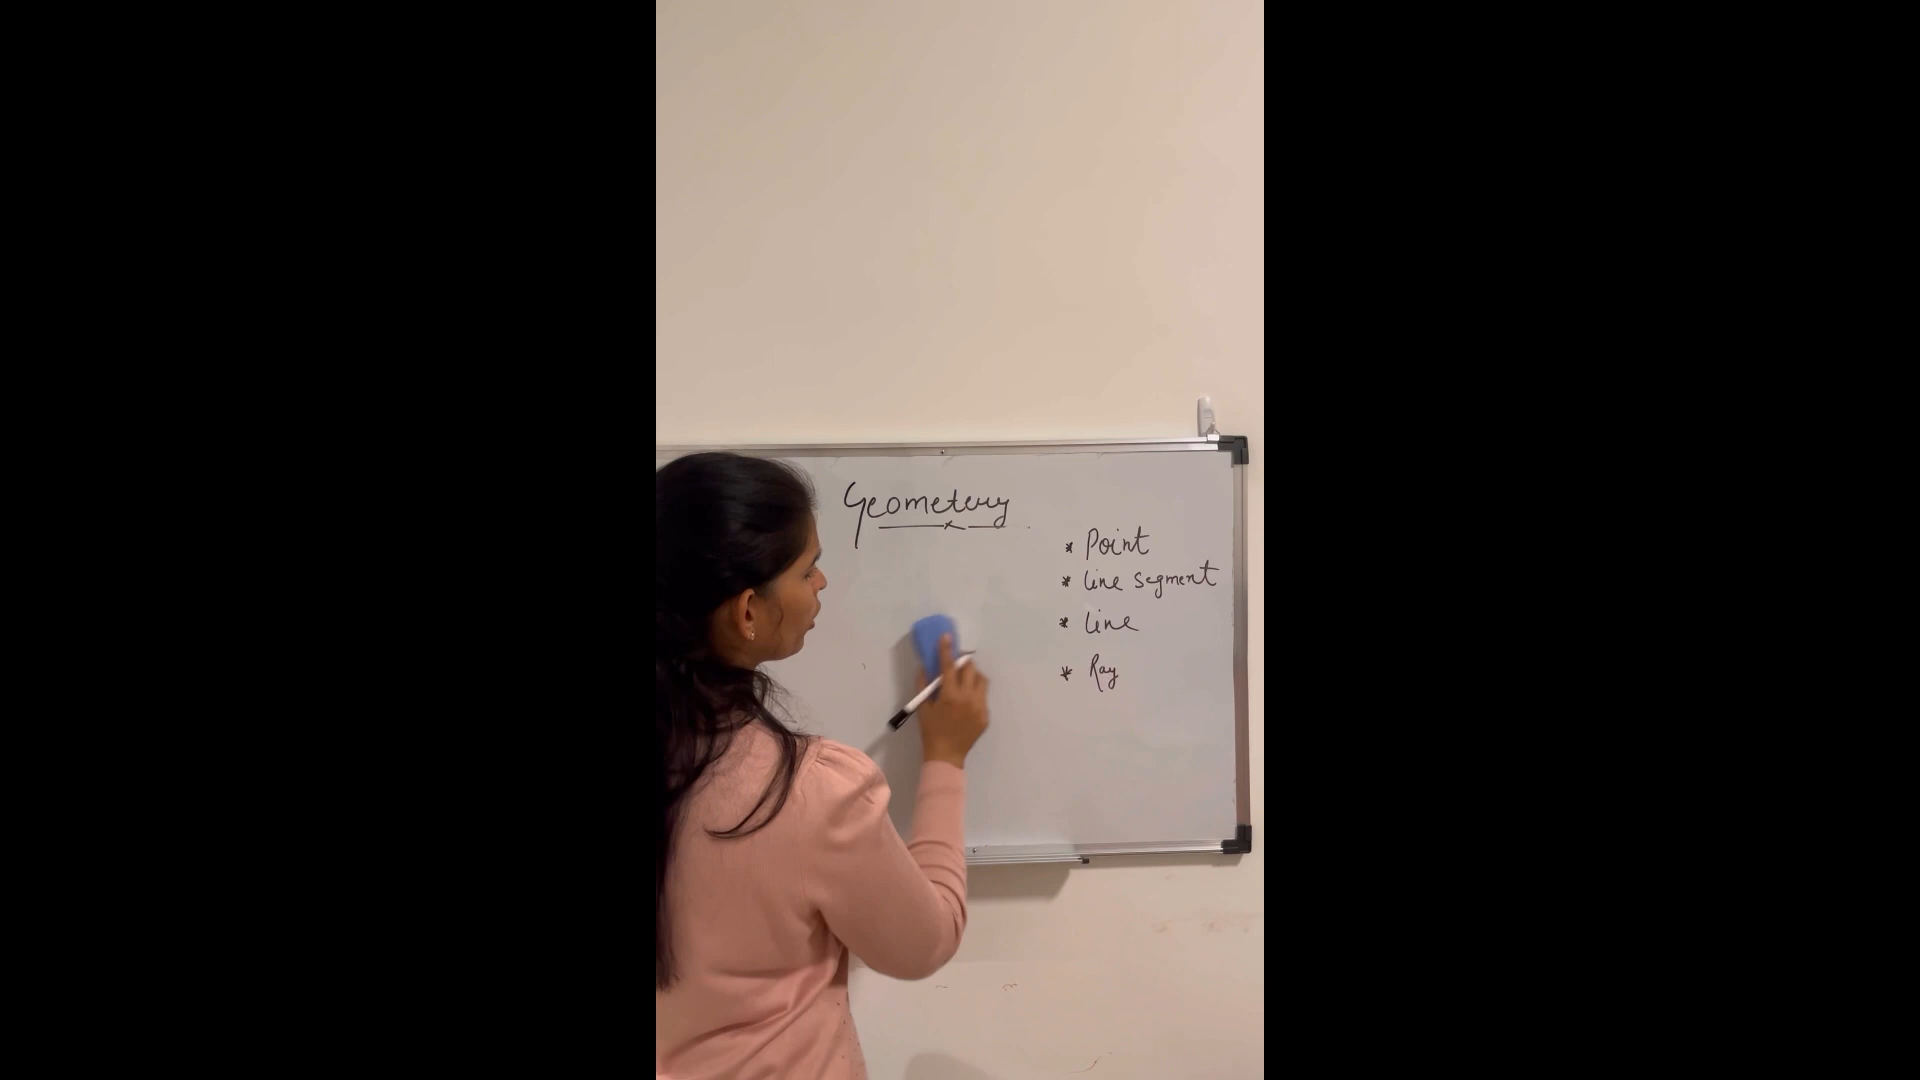 Geometery
* Point
* line segment
* line
* Ray